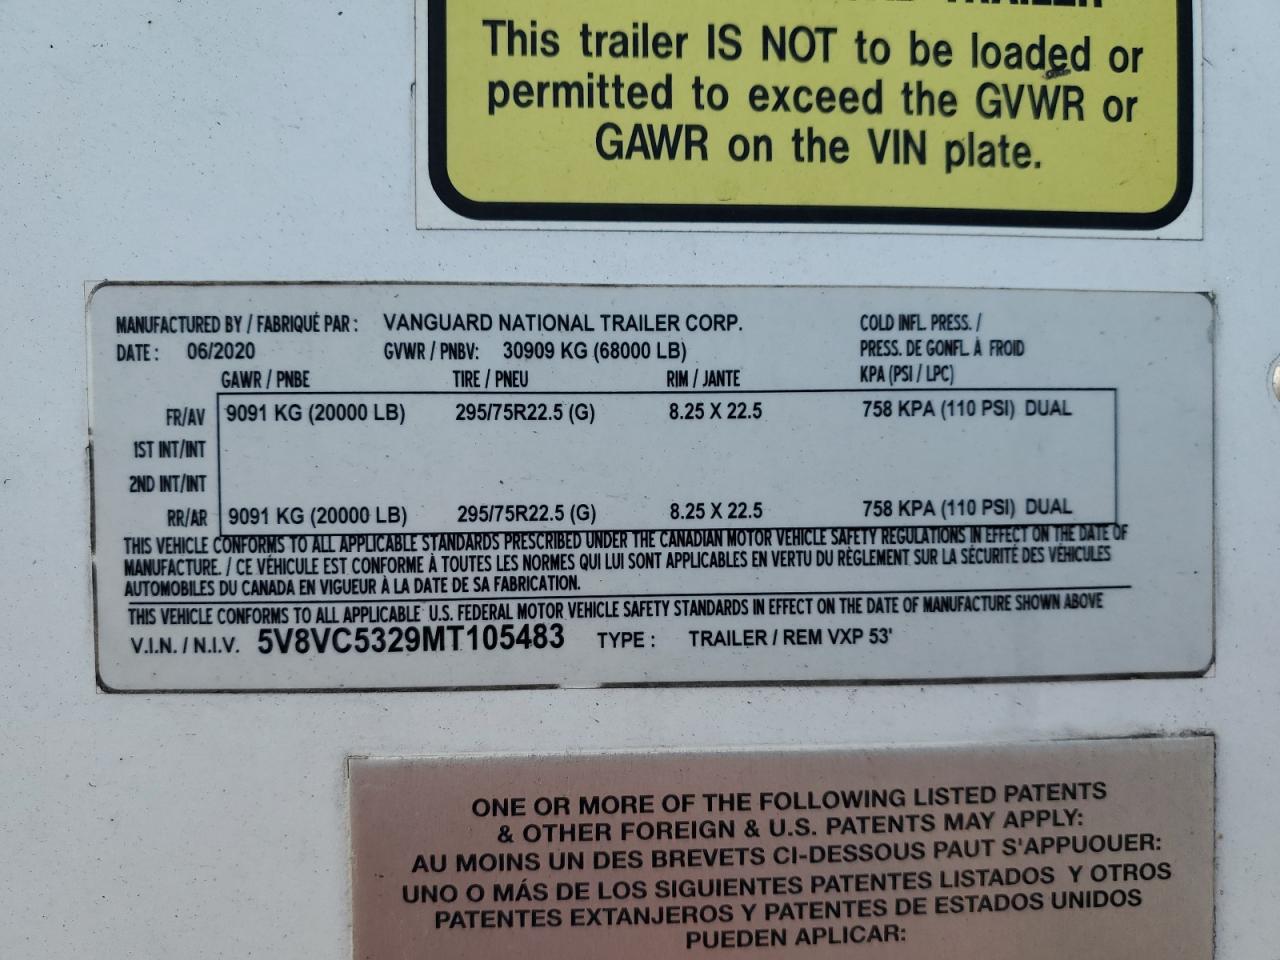 This trailer IS NOT to be loaded or
permitted to exceed the GVWR or
GAWR on the VIN plate.
MANUFACTURED BY / FABRIQUÉ PAR : VANGUARD NATIONAL TRAILER CORP. COLD INFL PRESS. /
DATE : 06/2020 GVWR / PNBV: 30909 KG (68000 LB) PRESS. DE GONFL À FROID
GAWR / PNBE TIRE / PNEU RIM / JANTE KPA (PSI / LPC)
FR/AV 9091 KG (20000 LB) 295/75R22.5 (G) 8.25 X 22.5 758 KPA (110 PSI) DUAL
1ST INT/INT
2ND INT/INT
RR/AR 9091 KG (20000 LB) 295/75R22.5 (G) 8.25 X 22.5 758 KPA (110 PSI) DUAL
THIS VEHICLE CONFORMS TO ALL APPLICABLE STANDARDS PRESCRIBED UNDER THE CANADIAN MOTOR VEHICLE SAFETY REGULATIONS IN EFFECT ON THE DATE OF
MANUFACTURE. / CE VÉHICULE EST CONFORME À TOUTES LES NORMES QUI LUI SONT APPLICABLES EN VERTU DU RÈGLEMENT SUR LA SÉCURITÉ DES VÉHICULES
AUTOMOBILES DU CANADA EN VIGUEUR À LA DATE DE SA FABRICATION.
THIS VEHICLE CONFORMS TO ALL APPLICABLE U.S. FEDERAL MOTOR VEHICLE SAFETY STANDARDS IN EFFECT ON THE DATE OF MANUFACTURE SHOWN ABOVE
V.I.N. / N.I.V. 5V8VC5329MT105483 TYPE : TRAILER / REM VXP 53'
ONE OR MORE OF THE FOLLOWING LISTED PATENTS
& OTHER FOREIGN & U.S. PATENTS MAY APPLY:
AU MOINS UN DES BREVETS CI-DESSOUS PAUT S'APPUOUER:
UNO O MÁS DE LOS SIGUIENTES PATENTES LISTADOS Y OTROS
PATENTES EXTANJEROS Y PATENTES DE ESTADOS UNIDOS
PUEDEN APLICAR: